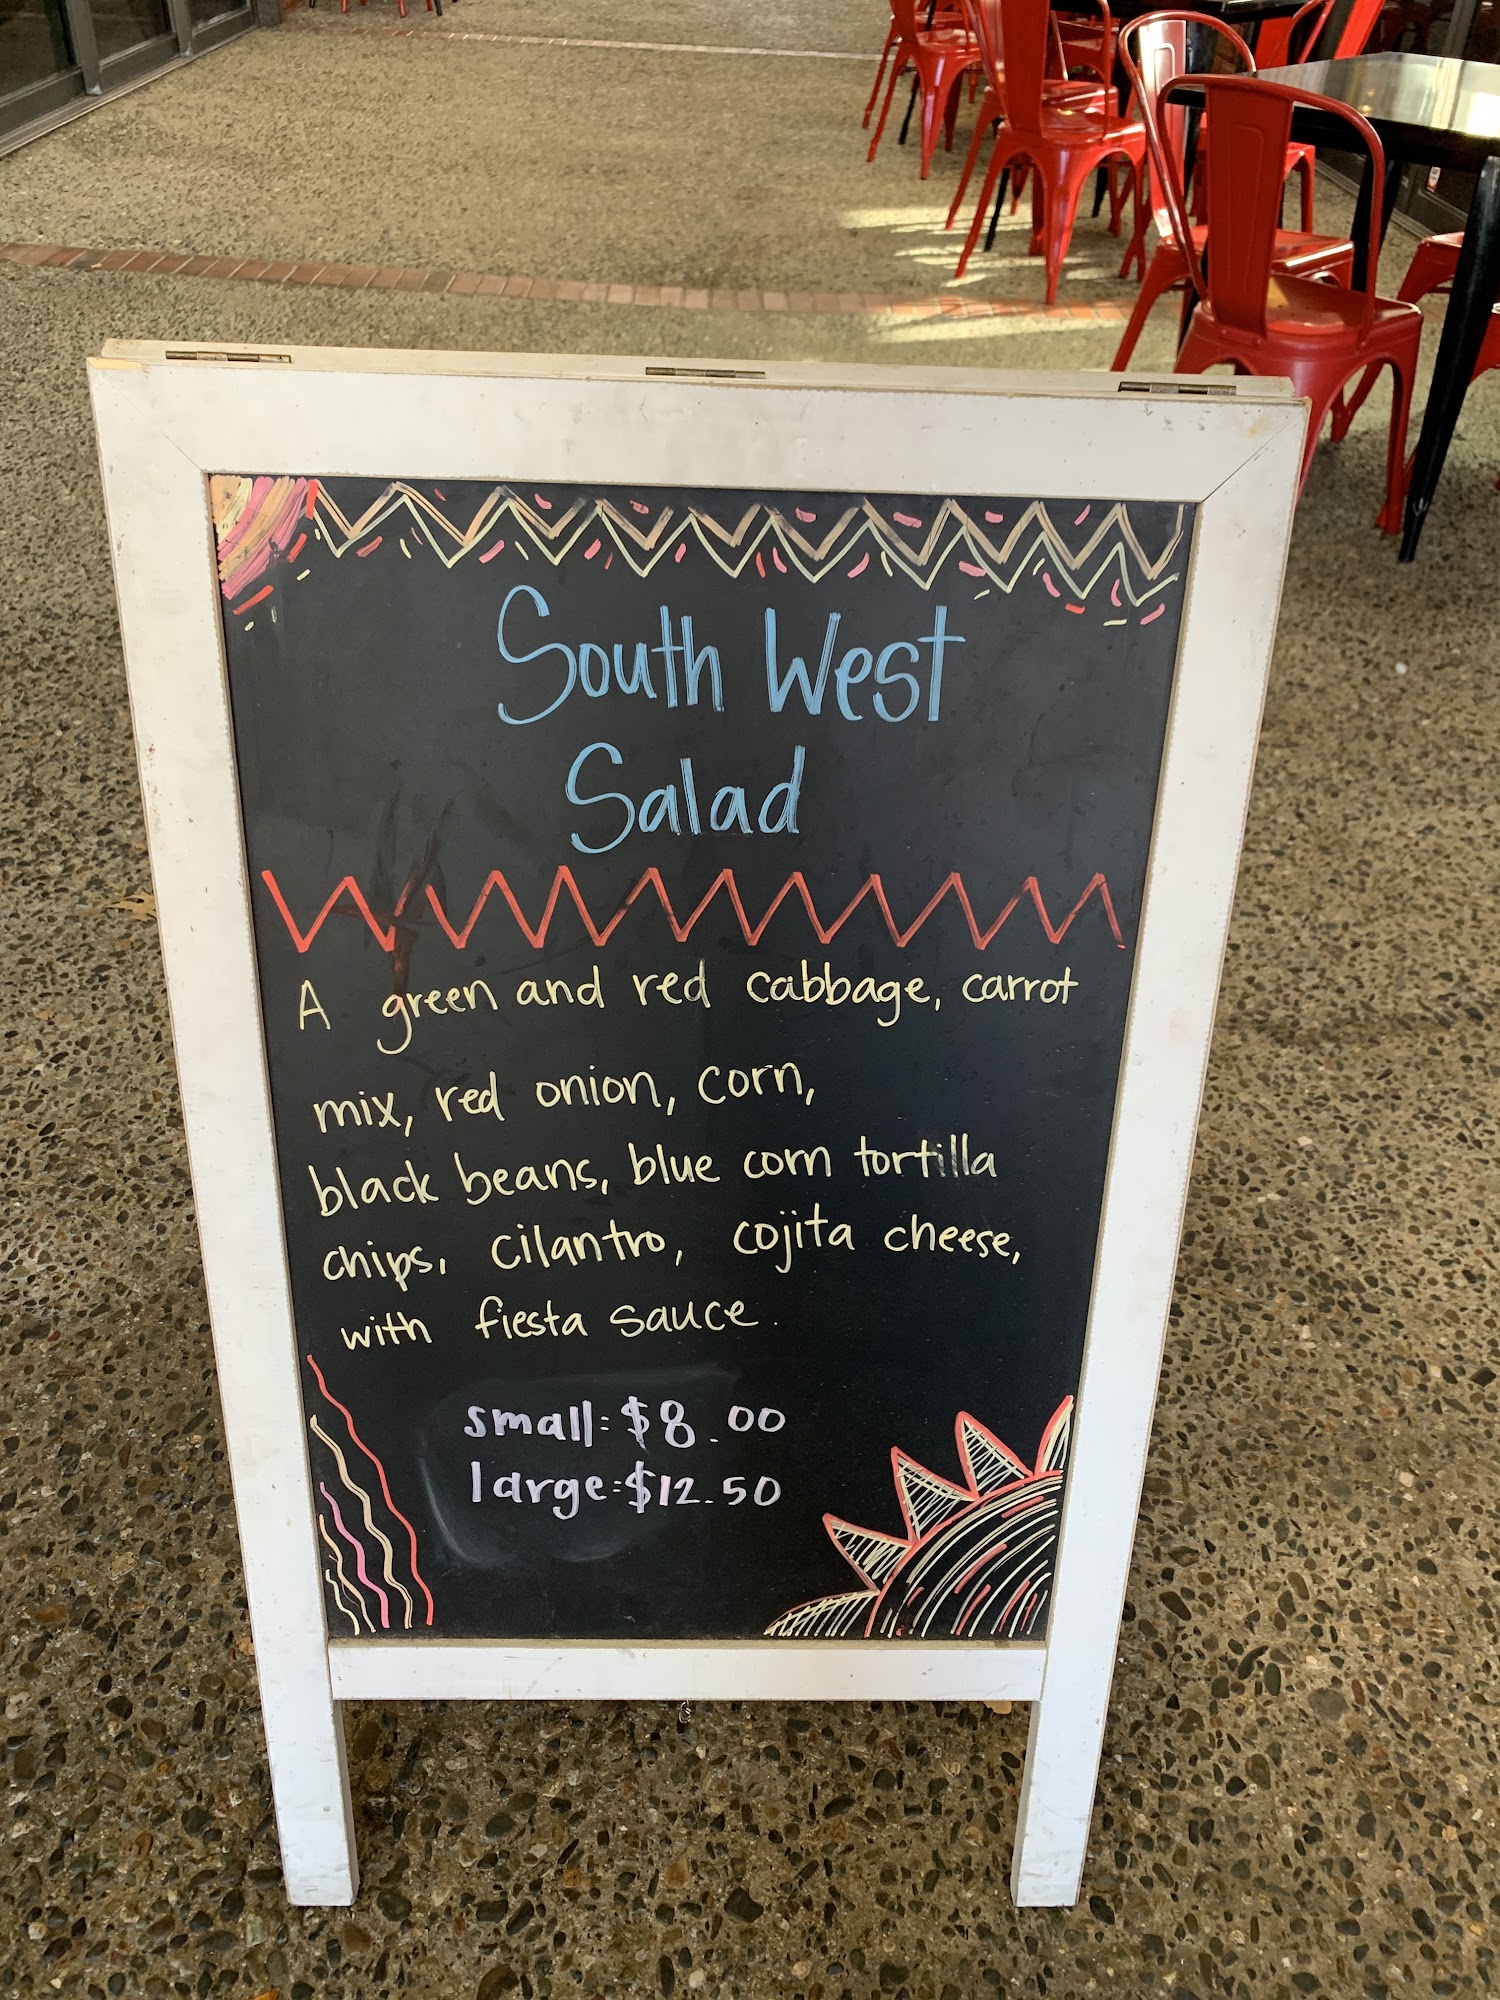 South West
Salad
A green and red cabbage, carrot
mix, red onion, corn,
black beans, blue corn tortilla
chips, cilantro, cojita cheese,
with fiesta sauce.
small: $8.00
large: $12.50